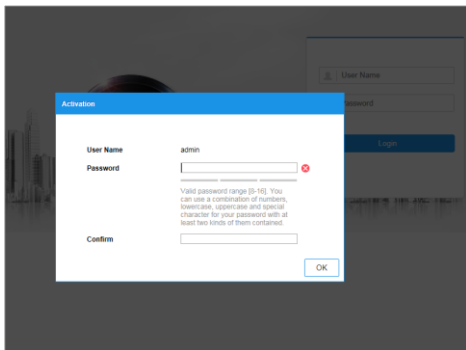 User Name
Password
Login
Activation
User Name admin
Password
Valid password range [8-16]. You
can use a combination of numbers,
lowercase, uppercase and special
character for your password with at
least two kinds of them contained.
Confirm
OK